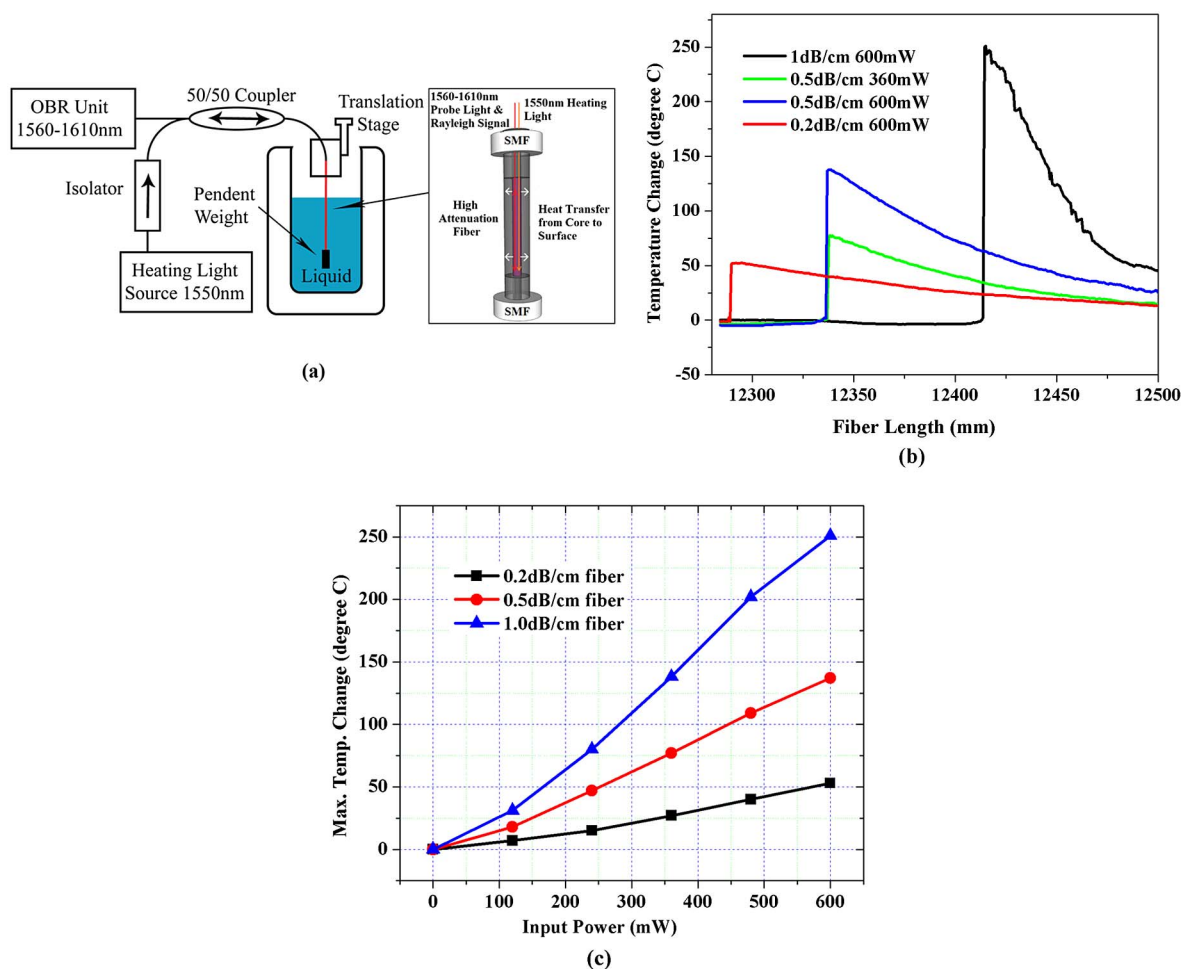 OBR Unit
1560-1610nm
50/50 Coupler
Translation
Stage
Isolator
Pendent
Weight
Liquid
Heating Light
Source 1550nm
1560-1610nm
Probe Light &
Rayleigh Signal
1550nm Heating
Light
SMF
High
Attenuation
Fiber
Heat Transfer
from Core to
Surface
SMF
(a)
Temperature Change (degree C)
250
200
150
100
50
0
-50
1dB/cm 600mW
0.5dB/cm 360mW
0.5dB/cm 600mW
0.2dB/cm 600mW
12300
12350
12400
12450
12500
Fiber Length (mm)
(b)
Max. Temp. Change (degree C)
250
200
150
100
50
0
0.2dB/cm fiber
0.5dB/cm fiber
1.0dB/cm fiber
0
100
200
300
400
500
600
Input Power (mW)
(c)